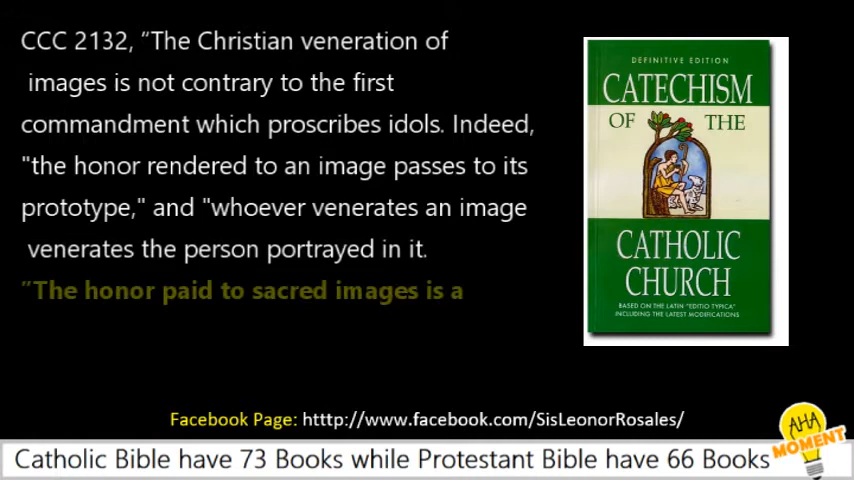 CCC 2132, “The Christian veneration of
images is not contrary to the first
commandment which proscribes idols. Indeed,
"the honor rendered to an image passes to its
prototype," and "whoever venerates an image
venerates the person portrayed in it.
”The honor paid to sacred images is a
DEFINITIVE EDITION
CATECHISM
OF THE
CATHOLIC
CHURCH
BASED ON THE LATIN "EDITIO TYPICA"
INCLUDING THE LATEST MODIFICATIONS
Facebook Page: htttp://www.facebook.com/SisLeonorRosales/
Catholic Bible have 73 Books while Protestant Bible have 66 Books
AHA
MOMENT